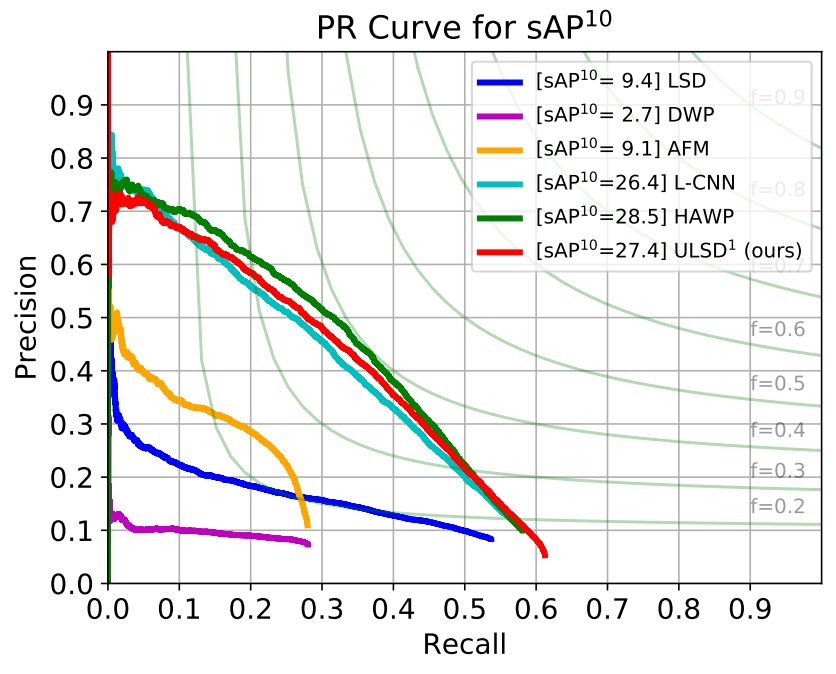 PR Curve for sAP¹⁰
[sAP¹⁰= 9.4] LSD
[sAP¹⁰= 2.7] DWP
[sAP¹⁰= 9.1] AFM
[sAP¹⁰=26.4] L-CNN
[sAP¹⁰=28.5] HAWP
[sAP¹⁰=27.4] ULSD¹ (ours)
f=0.9
f=0.8
f=0.7
f=0.6
f=0.5
f=0.4
f=0.3
f=0.2
Precision
0.9
0.8
0.7
0.6
0.5
0.4
0.3
0.2
0.1
0.0
0.0 0.1 0.2 0.3 0.4 0.5 0.6 0.7 0.8 0.9
Recall